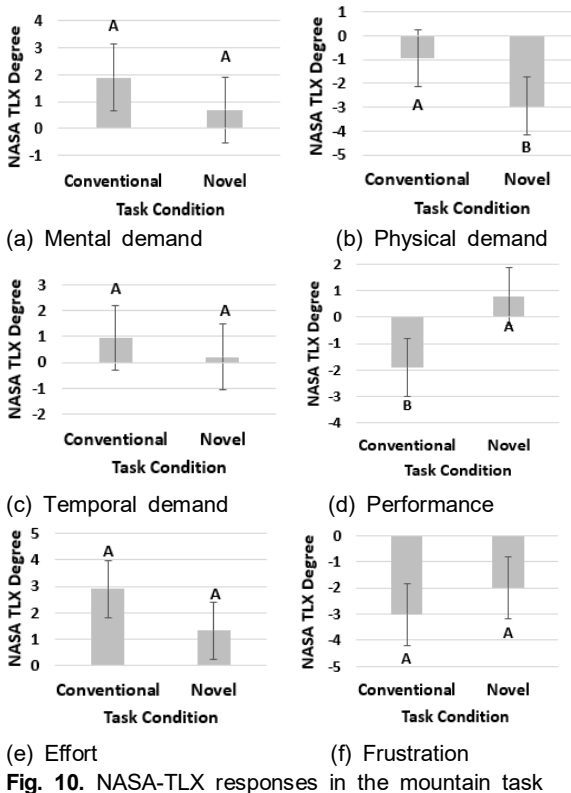 4
3
2
1
0
-1
NASA TLX Degree
A
A
Conventional
Novel
Task Condition
(a) Mental demand
1
0
-1
-2
-3
-4
-5
NASA TLX Degree
A
B
Conventional
Novel
Task Condition
(b) Physical demand
3
2
1
0
-1
-2
NASA TLX Degree
A
A
Conventional
Novel
Task Condition
(c) Temporal demand
2
1
0
-1
-2
-3
-4
NASA TLX Degree
B
A
Conventional
Novel
Task Condition
(d) Performance
5
4
3
2
1
0
NASA TLX Degree
A
A
Conventional
Novel
Task Condition
(e) Effort
0
-1
-2
-3
-4
-5
NASA TLX Degree
A
A
Conventional
Novel
Task Condition
(f) Frustration
Fig. 10. NASA-TLX responses in the mountain task